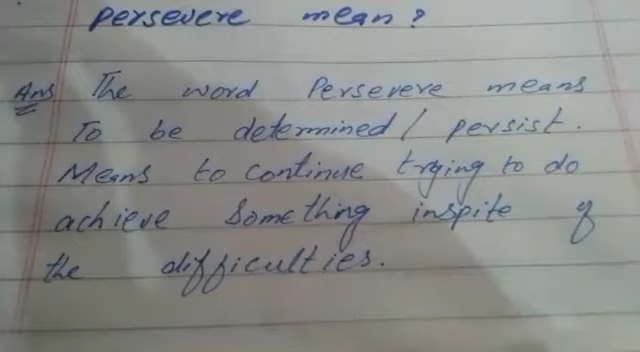 persevere mean?
Ans The word Persevere means
To be determined / persist.
Means to continue trying to do
achieve something inspite of
the difficulties.